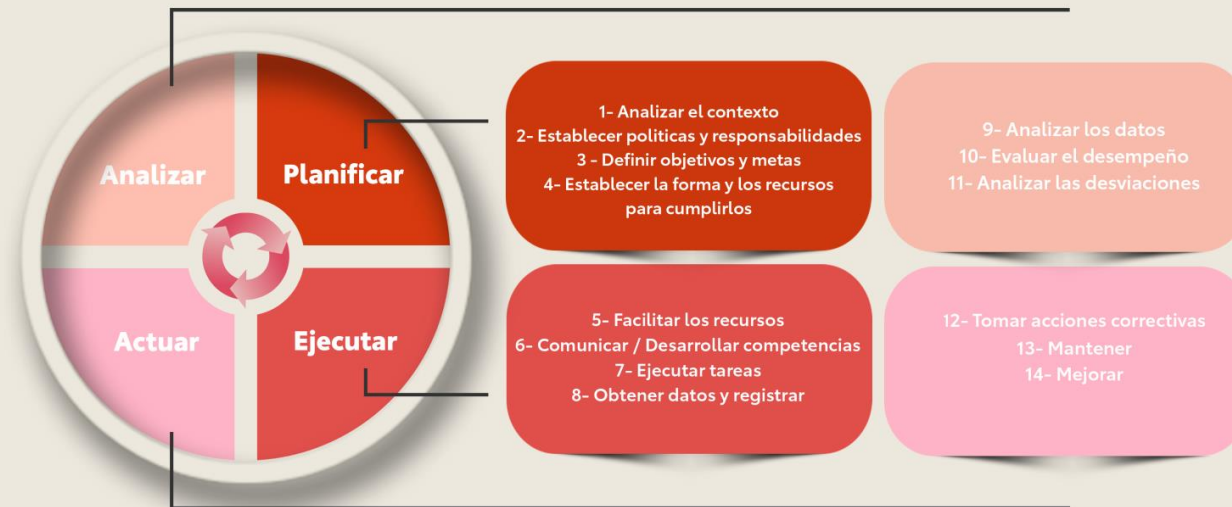 Analizar
Planificar
Actuar
Ejecutar
1- Analizar el contexto
2- Establecer politicas y responsabilidades
3 - Definir objetivos y metas
4- Establecer la forma y los recursos
para cumplirlos
5- Facilitar los recursos
6- Comunicar / Desarrollar competencias
7- Ejecutar tareas
8- Obtener datos y registrar
9- Analizar los datos
10- Evaluar el desempeño
11- Analizar las desviaciones
12- Tomar acciones correctivas
13- Mantener
14- Mejorar